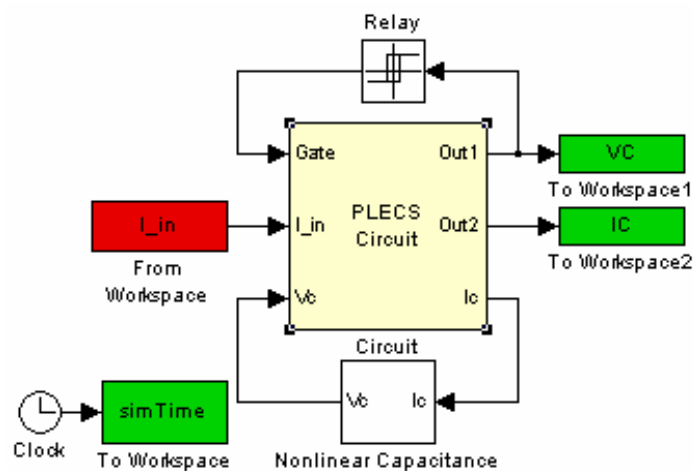 Relay
Gate
Out1
VC
To Workspace1
PLECS
Circuit
I_in
I_in
Out2
IC
From
Workspace
To Workspace2
Vc
Ic
Circuit
Vc
Ic
simTime
Clock
To Workspace
Nonlinear Capacitance